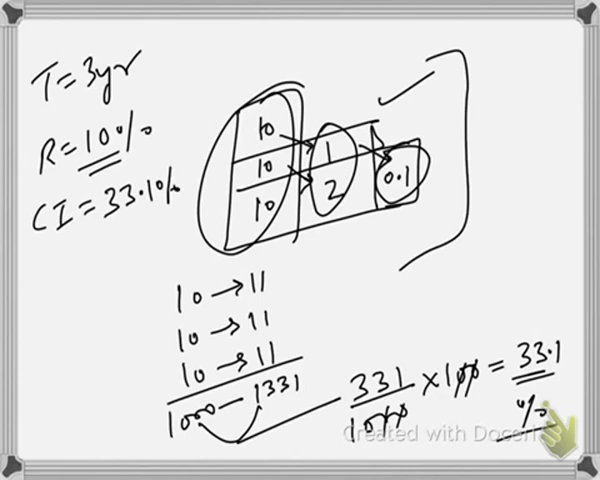 T=3yr
R=10%
CI=33.1%
10
10 1
10 2 0.1
10→11
10→11
10→11
1000-1331
331/1000 ×100 = 33.1
%
Created with Doceri